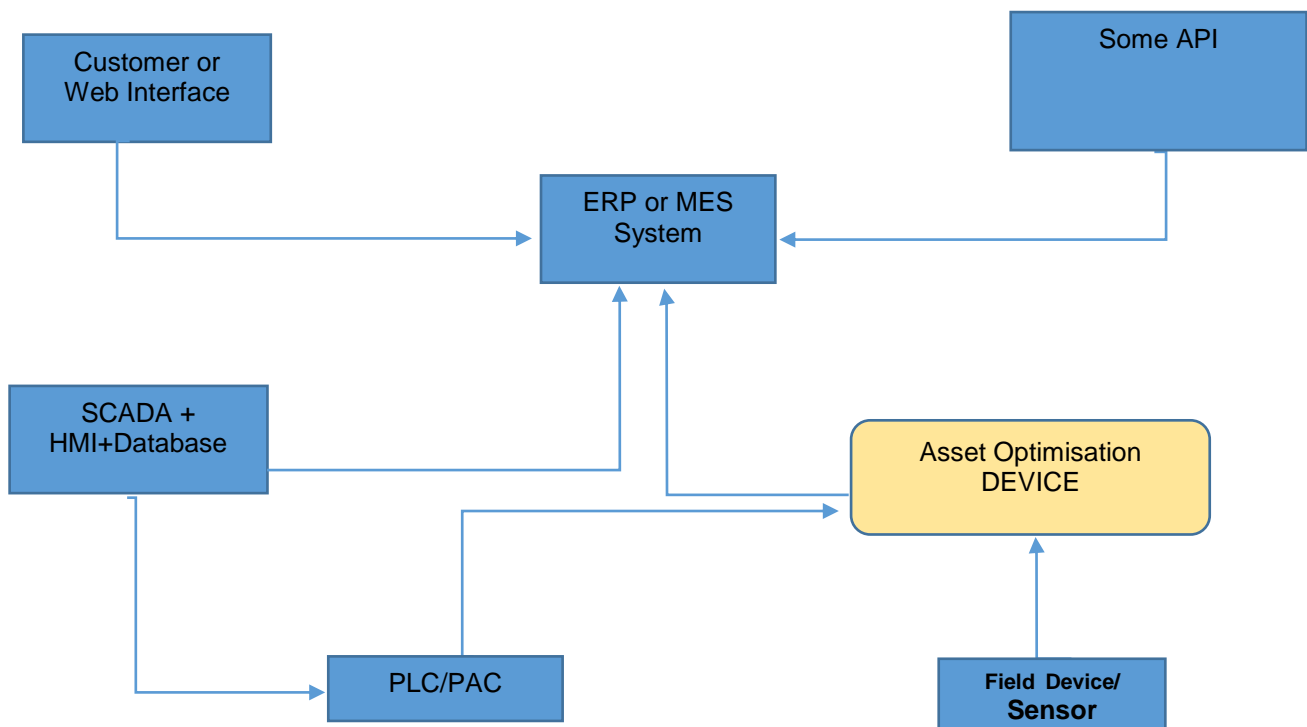 Customer or
Web Interface
Some API
ERP or MES
System
SCADA +
HMI+Database
Asset Optimisation
DEVICE
PLC/PAC
Field Device/
Sensor